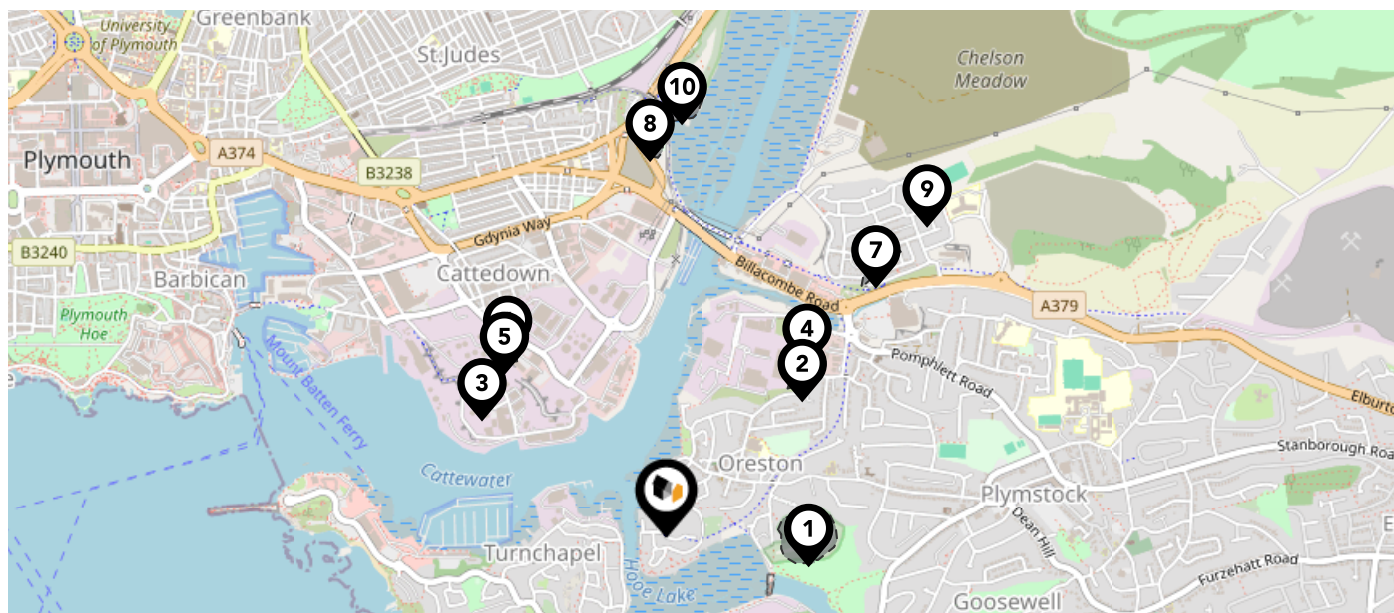 Greenbank
University
of Plymouth
St.Judes
Chelson
Meadow
10
8
A374
Plymouth
B3238
9
Gdynia Way
B3240
Barbican
Cattedown
7
Billacombe Road
A379
Plymouth
Hoe
5
4
Mount Batten Ferry
3
2
Pomphlett Road
Elburto
Stanborough Roa
Cattewater
Oreston
Plymstock
Dean Hill
1
Turnchapel
Hooe Lake
Furzehatt Road
Goosewell
E